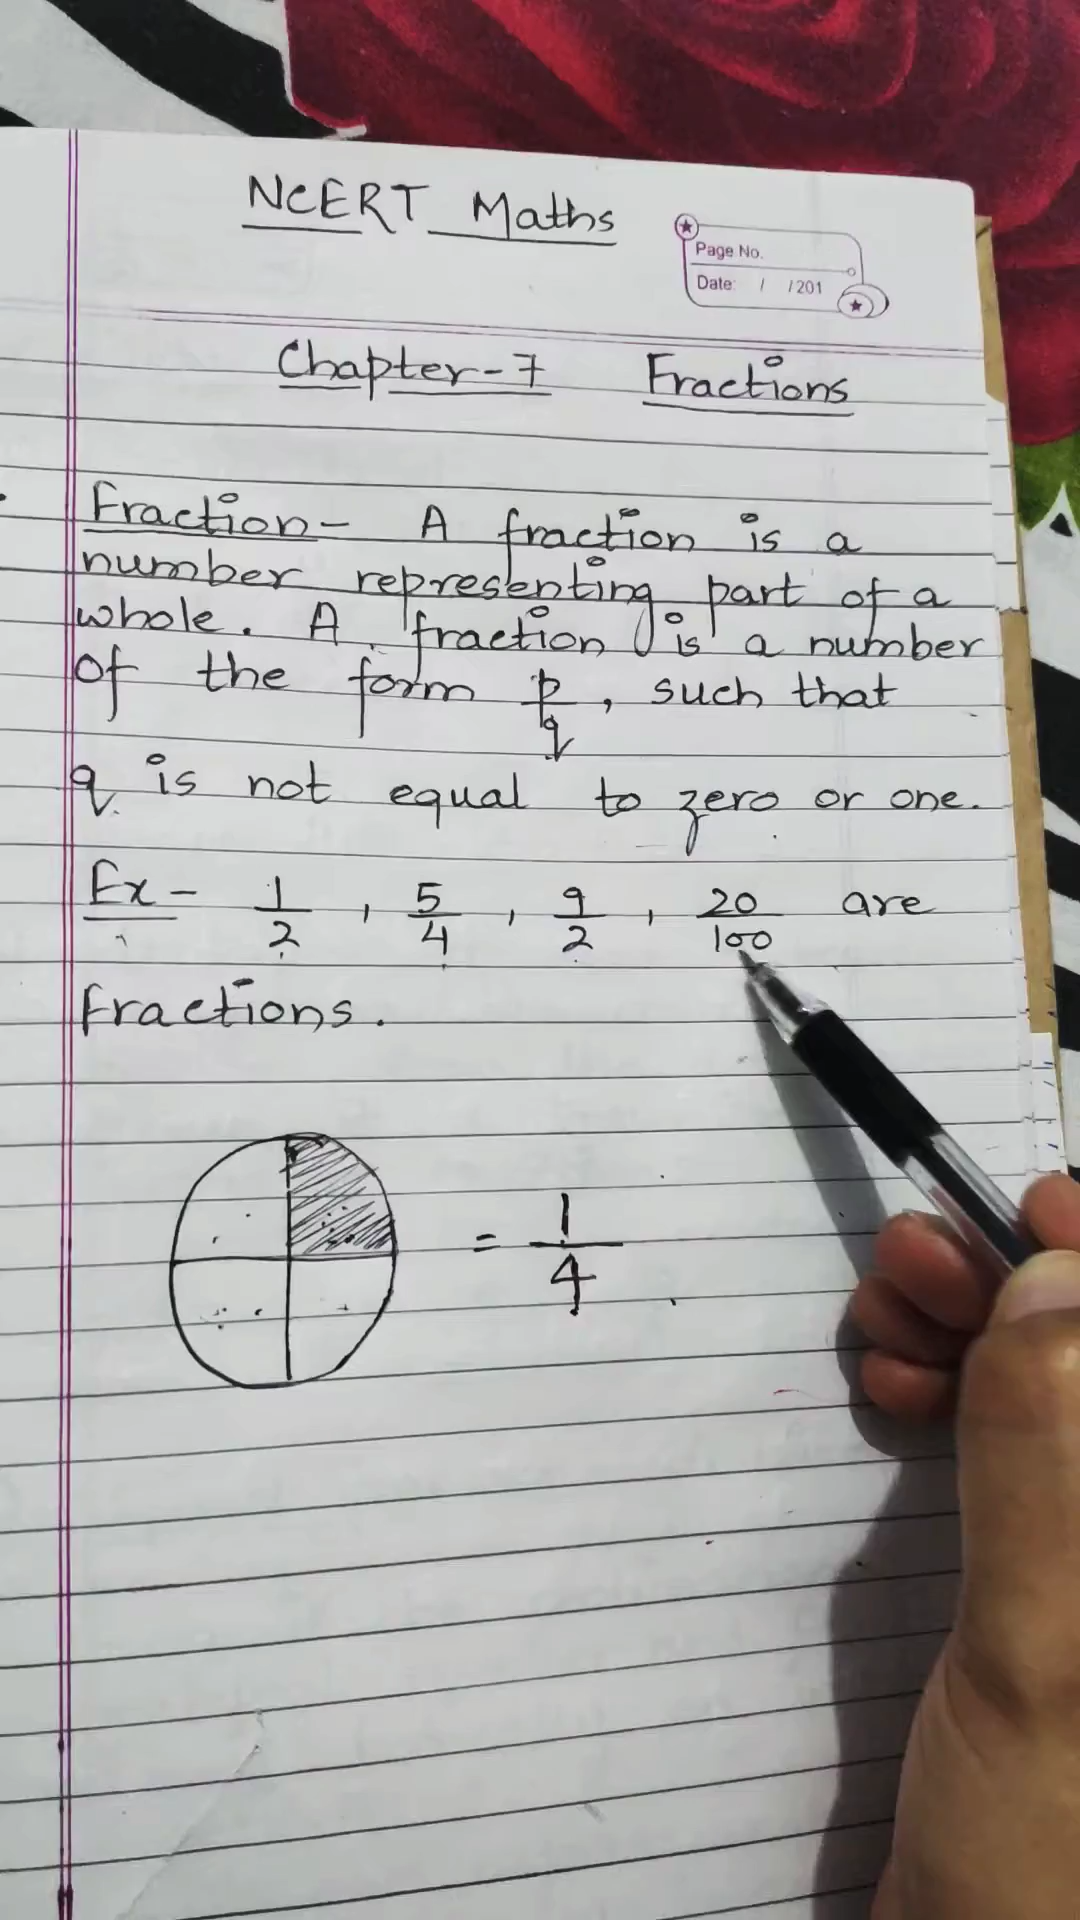 NCERT Maths
Page No.
Date: / /201
Chapter-7 Fractions
Fraction- A fraction is a
number representing part of a
whole. A fraction is a number
of the form p/q, such that
q is not equal to zero or one.
Ex- 1/2, 5/4, 9/2, 20/100 are
fractions.
= 1/4